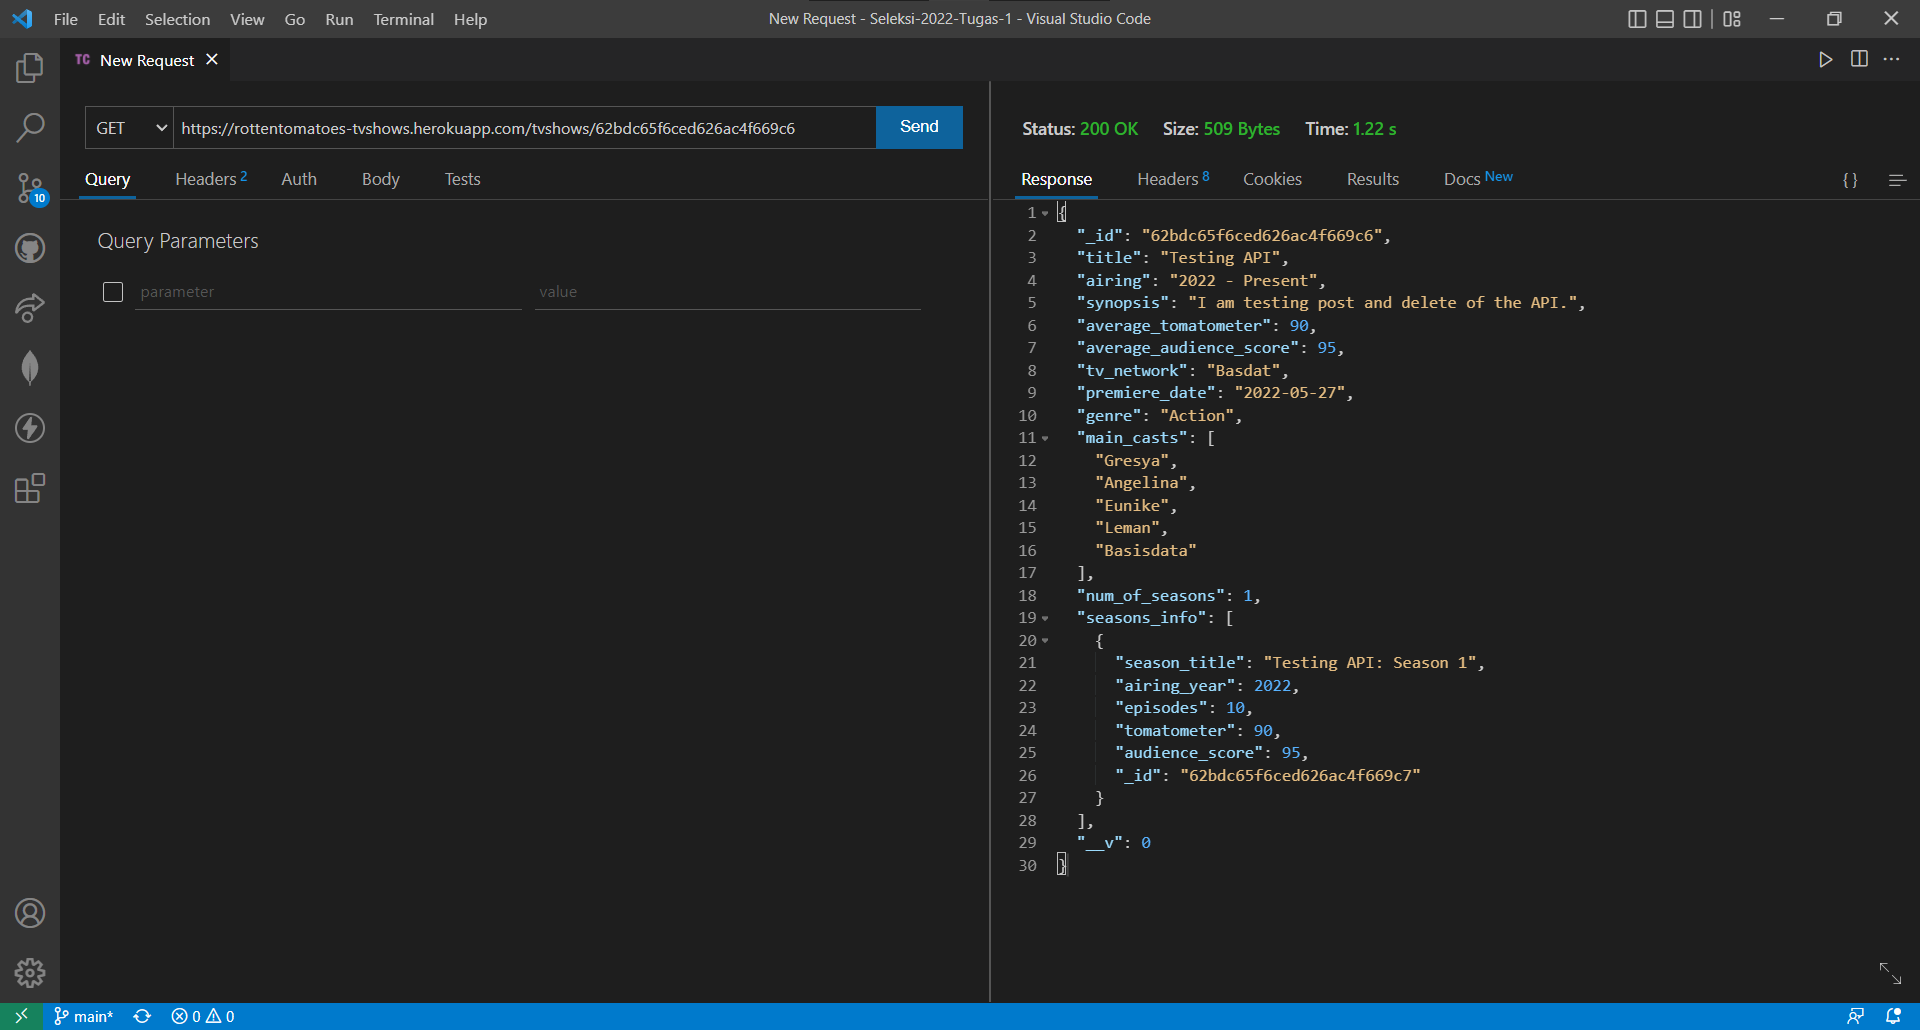 File Edit Selection View Go Run Terminal Help New Request - Seleksi-2022-Tugas-1 - Visual Studio Code
TC New Request
GET https://rottentomatoes-tvshows.herokuapp.com/tvshows/62bdc65f6ced626ac4f669c6 Send
Query Headers 2 Auth Body Tests
Query Parameters
parameter value
10
Status: 200 OK Size: 509 Bytes Time: 1.22 s
Response Headers 8 Cookies Results Docs New { }
1 {
2 "_id": "62bdc65f6ced626ac4f669c6",
3 "title": "Testing API",
4 "airing": "2022 - Present",
5 "synopsis": "I am testing post and delete of the API.",
6 "average_tomatometer": 90,
7 "average_audience_score": 95,
8 "tv_network": "Basdat",
9 "premiere_date": "2022-05-27",
10 "genre": "Action",
11 "main_casts": [
12 "Gresya",
13 "Angelina",
14 "Eunike",
15 "Leman",
16 "Basisdata"
17 ],
18 "num_of_seasons": 1,
19 "seasons_info": [
20 {
21 "season_title": "Testing API: Season 1",
22 "airing_year": 2022,
23 "episodes": 10,
24 "tomatometer": 90,
25 "audience_score": 95,
26 "_id": "62bdc65f6ced626ac4f669c7"
27 }
28 ],
29 "__v": 0
30 }
main* 0 0